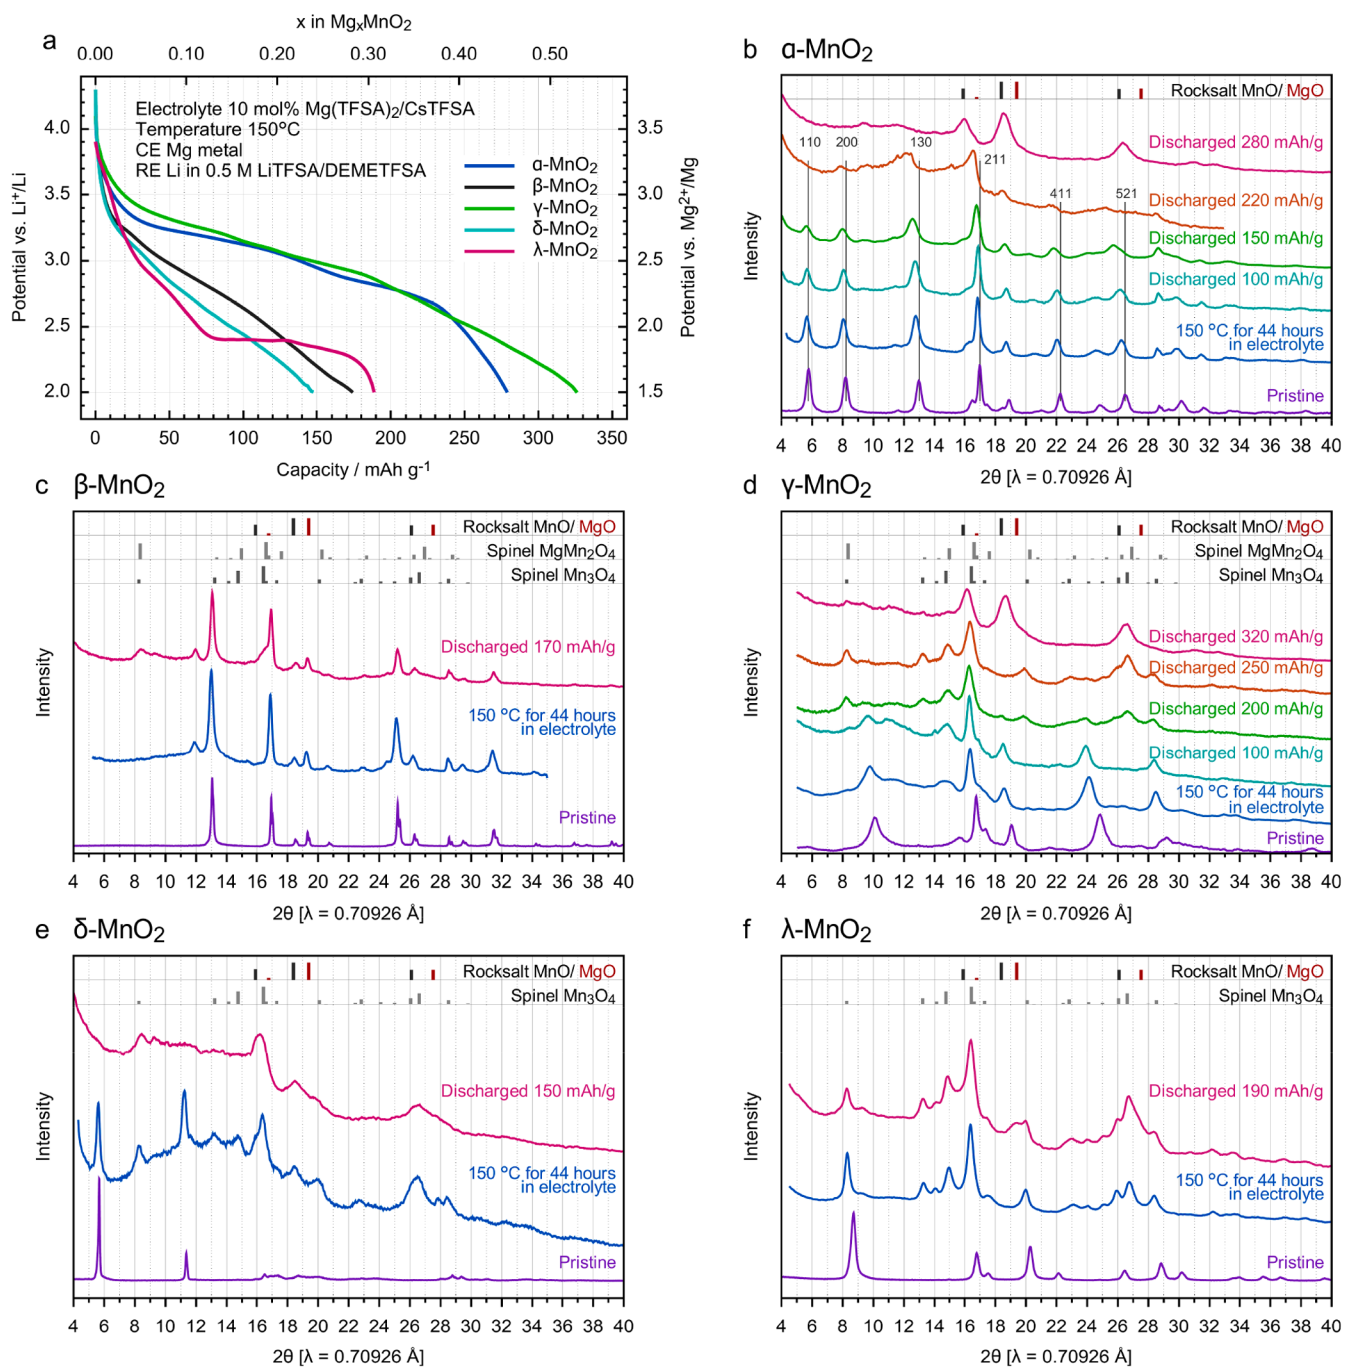 a
x in MgxMnO2
0.00 0.10 0.20 0.30 0.40 0.50
Electrolyte 10 mol% Mg(TFSA)2/CsTFSA
Temperature 150°C
CE Mg metal
RE Li in 0.5 M LiTFSA/DEMETFSA
α-MnO2
β-MnO2
γ-MnO2
δ-MnO2
λ-MnO2
Potential vs. Li+/Li
4.0
3.5
3.0
2.5
2.0
Potential vs. Mg2+/Mg
3.5
3.0
2.5
2.0
1.5
0 50 100 150 200 250 300 350
Capacity / mAh g-1
b α-MnO2
Rocksalt MnO/ MgO
Discharged 280 mAh/g
110 200 130 211 411 521
Discharged 220 mAh/g
Discharged 150 mAh/g
Discharged 100 mAh/g
150 °C for 44 hours
in electrolyte
Pristine
Intensity
4 6 8 10 12 14 16 18 20 22 24 26 28 30 32 34 36 38 40
2θ [λ = 0.70926 Å]
c β-MnO2
Rocksalt MnO/ MgO
Spinel MgMn2O4
Spinel Mn3O4
Discharged 170 mAh/g
150 °C for 44 hours
in electrolyte
Pristine
Intensity
4 6 8 10 12 14 16 18 20 22 24 26 28 30 32 34 36 38 40
2θ [λ = 0.70926 Å]
d γ-MnO2
Rocksalt MnO/ MgO
Spinel MgMn2O4
Spinel Mn3O4
Discharged 320 mAh/g
Discharged 250 mAh/g
Discharged 200 mAh/g
Discharged 100 mAh/g
150 °C for 44 hours
in electrolyte
Pristine
Intensity
4 6 8 10 12 14 16 18 20 22 24 26 28 30 32 34 36 38 40
2θ [λ = 0.70926 Å]
e δ-MnO2
Rocksalt MnO/ MgO
Spinel Mn3O4
Discharged 150 mAh/g
150 °C for 44 hours
in electrolyte
Pristine
Intensity
4 6 8 10 12 14 16 18 20 22 24 26 28 30 32 34 36 38 40
2θ [λ = 0.70926 Å]
f λ-MnO2
Rocksalt MnO/ MgO
Spinel Mn3O4
Discharged 190 mAh/g
150 °C for 44 hours
in electrolyte
Pristine
Intensity
4 6 8 10 12 14 16 18 20 22 24 26 28 30 32 34 36 38 40
2θ [λ = 0.70926 Å]